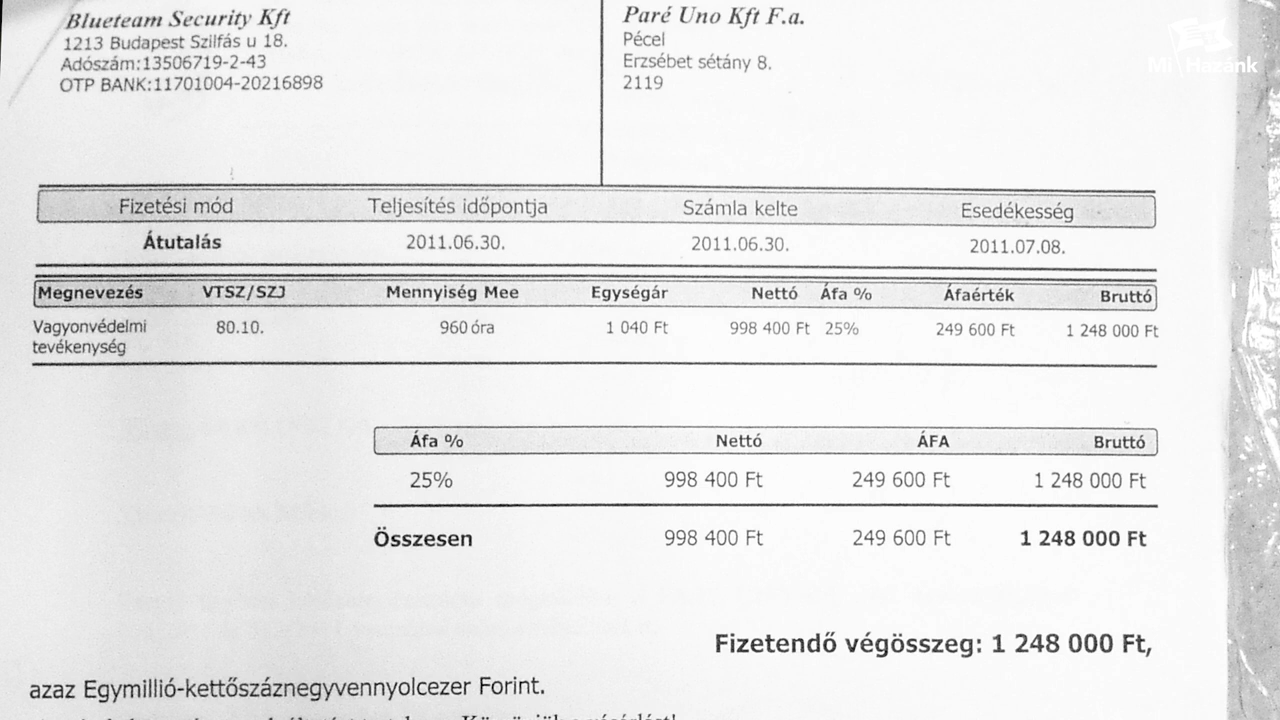 Blueteam Security Kft
1213 Budapest Szilfás u 18.
Adószám:13506719-2-43
OTP BANK:11701004-20216898
Paré Uno Kft F.a.
Pécel
Erzsébet sétány 8.
2119
Mi Hazánk
Fizetési mód Teljesítés időpontja Számla kelte Esedékesség
Átutalás 2011.06.30. 2011.06.30. 2011.07.08.
Megnevezés VTSZ/SZJ Mennyiség Mee Egységár Nettó Áfa % Áfaérték Bruttó
Vagyonvédelmi 80.10. 960 óra 1 040 Ft 998 400 Ft 25% 249 600 Ft 1 248 000 Ft
tevékenység
Áfa % Nettó ÁFA Bruttó
25% 998 400 Ft 249 600 Ft 1 248 000 Ft
Összesen 998 400 Ft 249 600 Ft 1 248 000 Ft
Fizetendő végösszeg: 1 248 000 Ft,
azaz Egymillió-kettőszáznegyvennyolcezer Forint.